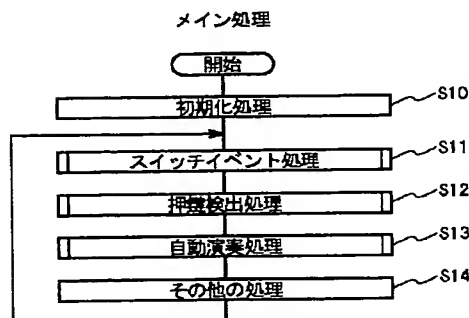 メイン処理
開始
初期化処理 S10
スイッチイベント処理 S11
押鍵検出処理 S12
自動演奏処理 S13
その他の処理 S14